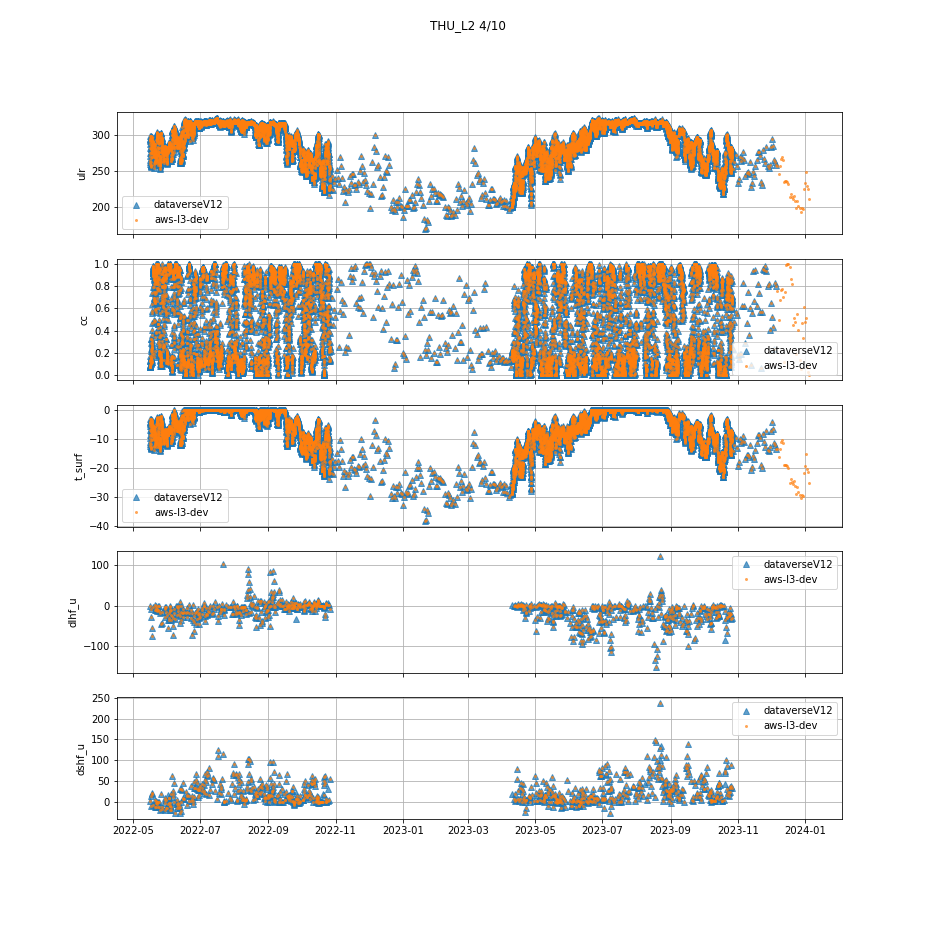 THU_L2 4/10
300
250
200
ulr
dataverseV12
aws-l3-dev
1.0
0.8
0.6
0.4
0.2
0.0
cc
dataverseV12
aws-l3-dev
0
−10
−20
−30
−40
t_surf
dataverseV12
aws-l3-dev
100
0
−100
dlhf_u
dataverseV12
aws-l3-dev
250
200
150
100
50
0
dshf_u
dataverseV12
aws-l3-dev
2022-05 2022-07 2022-09 2022-11 2023-01 2023-03 2023-05 2023-07 2023-09 2023-11 2024-01